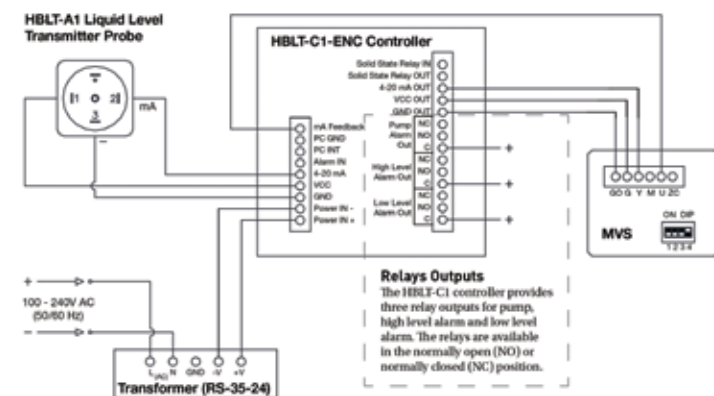 HBLT-A1 Liquid Level
Transmitter Probe
1
2
3
mA
+
−
HBLT-C1-ENC Controller
Solid State Relay IN
Solid State Relay OUT
4-20 mA OUT
VCC OUT
GND OUT
mA Feedback
PC GND
PC INT
Alarm IN
4-20 mA
VCC
GND
Power IN -
Power IN +
Pump
Alarm
Out
NC
NO
C
+
High Level
Alarm Out
NC
NO
C
+
Low Level
Alarm Out
NC
NO
C
+
Relays Outputs
The HBLT-C1 controller provides
three relay outputs for pump,
high level alarm and low level
alarm. The relays are available
in the normally open (NO) or
normally closed (NC) position.
G Y M U ZC
MVS
ON DIP
1 2 3 4
+
100 - 240V AC
(50/60 Hz)
−
L (AC) N GND -V +V
Transformer (RS-35-24)